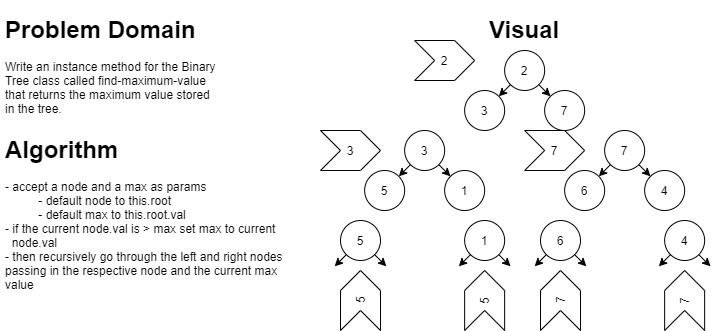 Problem Domain
Write an instance method for the Binary
Tree class called find-maximum-value
that returns the maximum value stored
in the tree.
Algorithm
- accept a node and a max as params
- default node to this.root
- default max to this.root.val
- if the current node.val is > max set max to current
node.val
- then recursively go through the left and right nodes
passing in the respective node and the current max
value
Visual
2
2
3 7
3 3 7 7
5 1 6 4
5 1 6 4
5 5 7 7